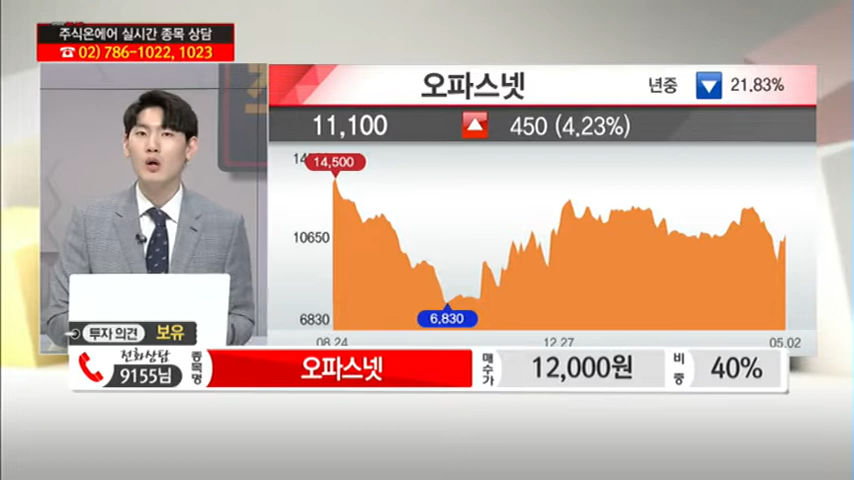 주식온에어 실시간 종목 상담
☎ 02) 786-1022, 1023
오파스넷
년중 ▼ 21.83%
11,100 ▲ 450 (4,23%)
14,500
10650
6830
6,830
08.24 12.27 05.02
투자 의견 보유
전화상담
9155님
종목명 오파스넷 매수가 12,000원 비중 40%